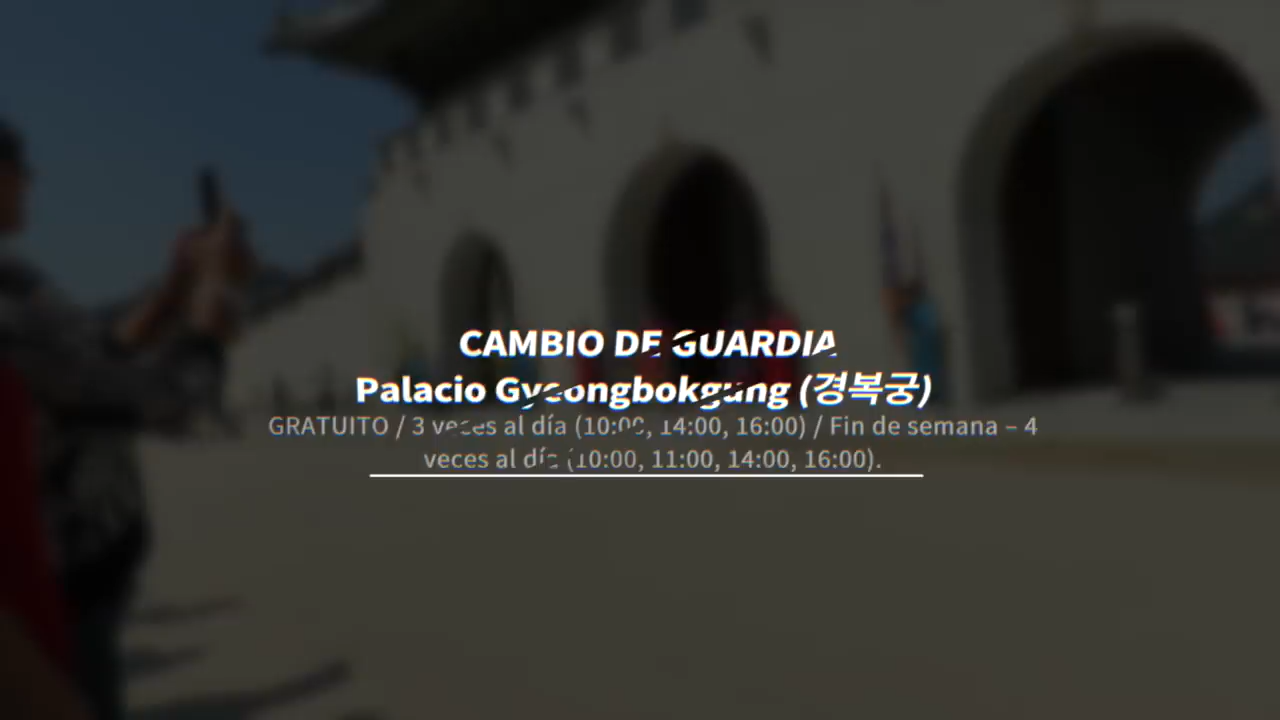 CAMBIO DE GUARDIA
Palacio Gyeongbokgung (경복궁)
GRATUITO / 3 veces al día (10:00, 14:00, 16:00) / Fin de semana – 4
veces al día (10:00, 11:00, 14:00, 16:00).